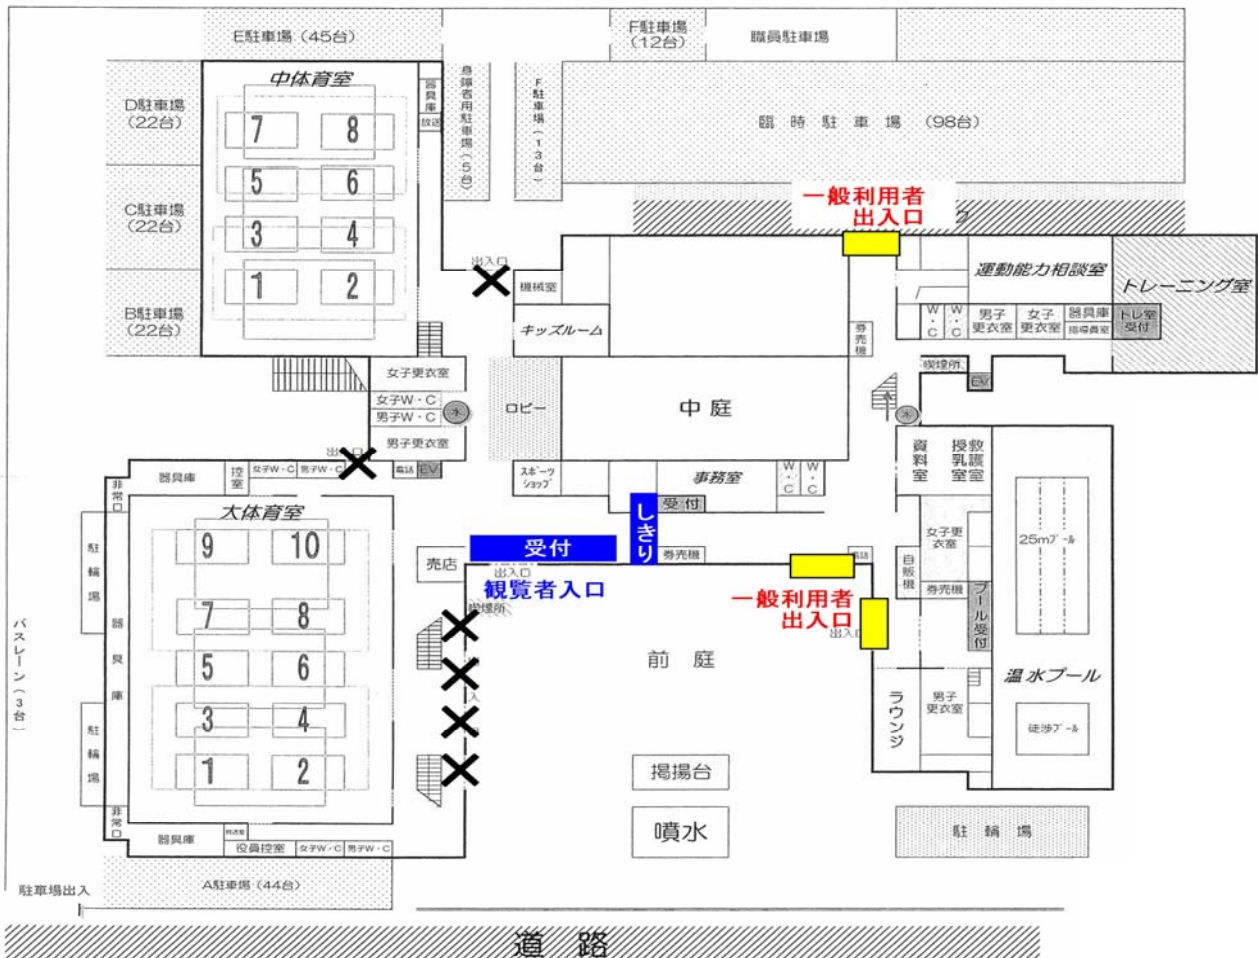 E駐車場(45台)
F駐車場
(12台)
職員駐車場
中体育室
器具庫
放送
身障者用駐車場(5台)
F駐車場(13台)
臨時駐車場 (98台)
D駐車場
(22台)
C駐車場
(22台)
B駐車場
(22台)
7 8
5 6
3 4
1 2
一般利用者
出入口
出入口
機械室
キッズルーム
券売機
W・C
W・C
運動能力相談室
男子
更衣室
女子
更衣室
器具庫
指導員室
トレ室
受付
トレーニング室
喫煙所
EV
女子更衣室
女子W・C
男子W・C
男子更衣室
水
ロビー
中庭
水
出入口
電話
EV
スポーツ
ショップ
事務室
W・C
W・C
受付
資料室
授乳室
救護室
器具庫
控室
女子W・C
男子W・C
非常口
大体育室
9 10
7 8
5 6
3 4
1 2
駐輪場
器具庫
駐輪場
非常口
バスレーン(3台)
売店
受付
しきり
券売機
電話
出入口
観覧者入口
喫煙所
一般利用者
出入口
出入口
自販機
女子更
衣室
券売機
プール受付
25mプール
前庭
ラウンジ
男子
更衣室
温水プール
徒渉プール
掲揚台
噴水
駐輪場
器具庫
役員控室
女子W・C
男子W・C
A駐車場(44台)
駐車場出入
道路